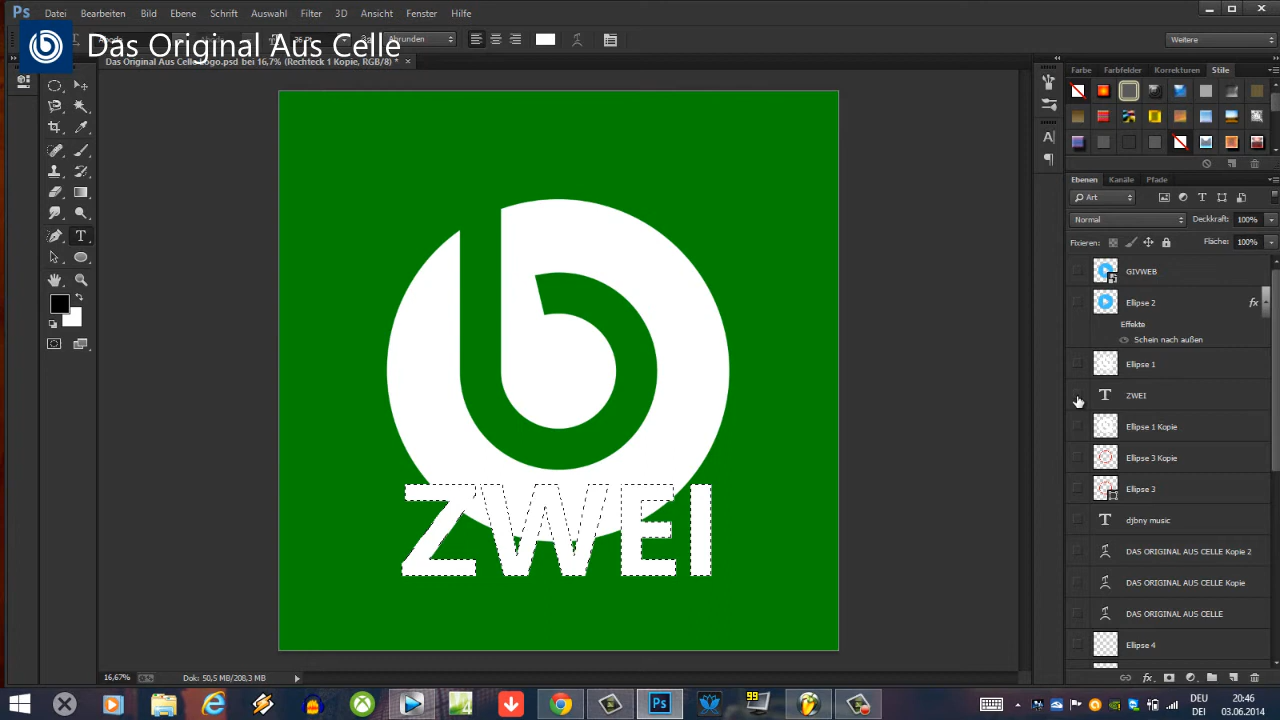 Ps Datei Bearbeiten Bild Ebene Schrift Auswahl Filter 3D Ansicht Fenster Hilfe
Das Original Aus Celle
Abrunden
Weitere
Das Original Aus Celle Logo.psd bei 16,7% (Rechteck 1 Kopie, RGB/8) *
Farbe Farbfelder Korrekturen Stile
Ebenen Kanäle Pfade
Art
Normal Deckkraft: 100%
Fixieren: Fläche: 100%
GIVWEB
Ellipse 2 fx
Effekte
Schein nach außen
Ellipse 1
ZWEI
Ellipse 1 Kopie
Ellipse 3 Kopie
Ellipse 3
djbny music
DAS ORIGINAL AUS CELLE Kopie 2
DAS ORIGINAL AUS CELLE Kopie
DAS ORIGINAL AUS CELLE
Ellipse 4
ZWEI
16,67% Dok: 50,5 MB/208,3 MB
99
DEU 20:46
DEI 03.06.2014